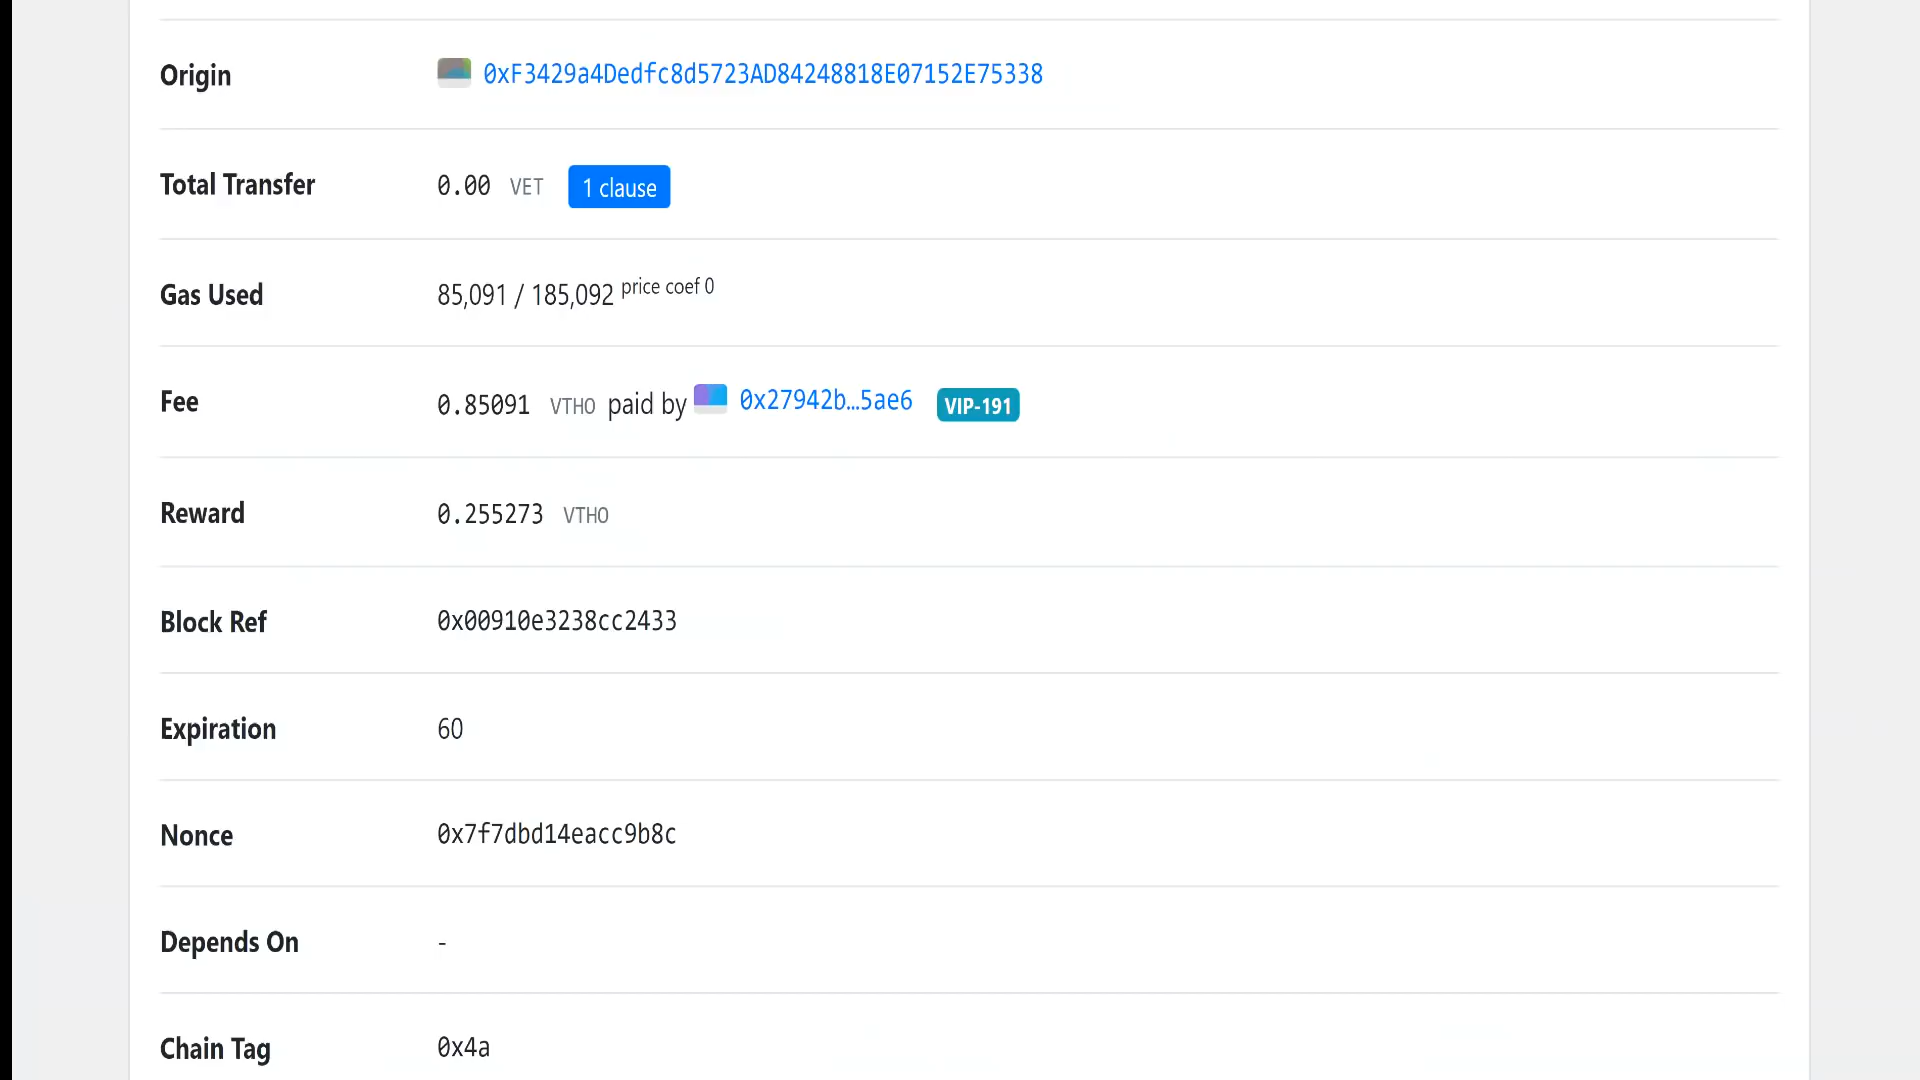 Origin 0xF3429a4Dedfc8d5723AD84248818E07152E75338
Total Transfer 0.00 VET 1 clause
Gas Used 85,091 / 185,092 price coef 0
Fee 0.85091 VTHO paid by 0x27942b…5ae6 VIP-191
Reward 0.255273 VTHO
Block Ref 0x00910e3238cc2433
Expiration 60
Nonce 0x7f7dbd14eacc9b8c
Depends On -
Chain Tag 0x4a